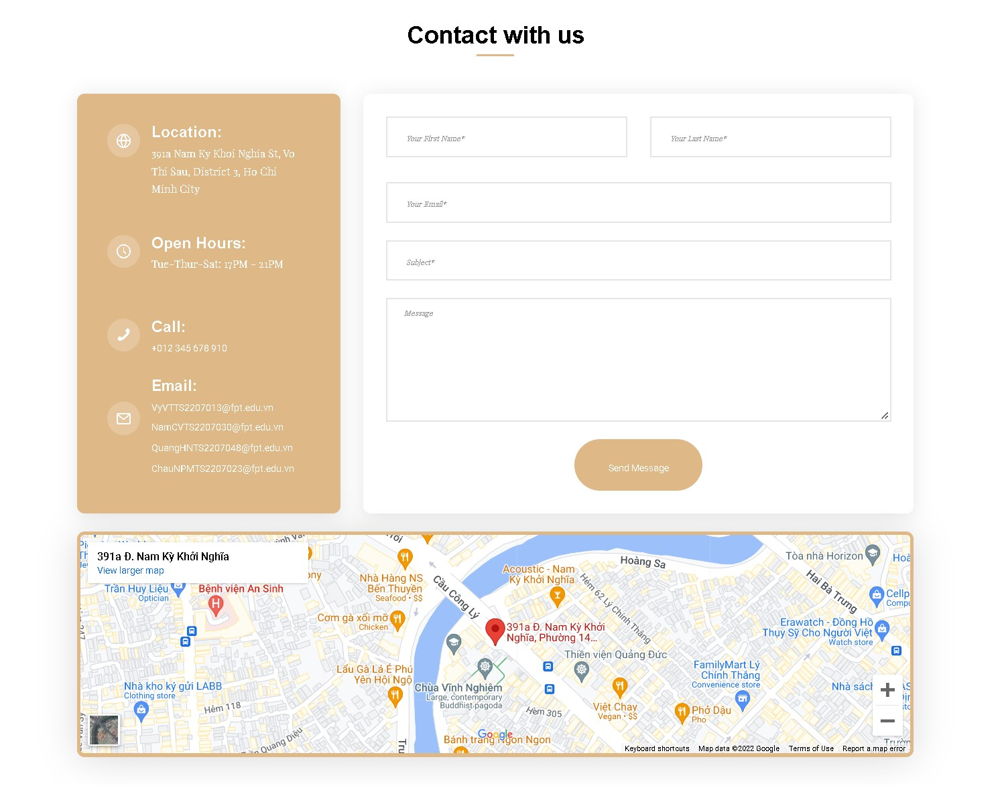 Contact with us
Location:
391a Nam Ky Khoi Nghia St, Vo
Thi Sau, District 3, Ho Chi
Minh City
Open Hours:
Tue-Thur-Sat: 17PM - 21PM
Call:
+012 345 678 910
Email:
VyVTTS2207013@fpt.edu.vn
NamCVTS2207030@fpt.edu.vn
QuangHNTS2207048@fpt.edu.vn
ChauNPMTS2207023@fpt.edu.vn
Your First Name*
Your Last Name*
Your Email*
Subject*
Message
Send Message
391a Đ. Nam Kỳ Khởi Nghĩa
View larger map
Trần Huy Liệu
Optician
Bệnh viện An Sinh
H
Nhà Hàng NS
Bến Thuyền
Seafood • $$
Cơm gà xối mỡ
Chicken
Cầu Công Lý
Acoustic - Nam
Kỳ Khởi Nghĩa
Hoàng Sa
Hẻm 62 Lý Chính Thắng
Tòa nhà Horizon
Hai Bà Trưng
Erawatch - Đồng Hồ
Thụy Sỹ Cho Người Việt
Watch store
391a Đ. Nam Kỳ Khởi
Nghĩa, Phường 14...
Thiền viện Quảng Đức
Lẩu Gà Lá É Phú
Yên Hội Ngộ
Chùa Vĩnh Nghiêm
Large, contemporary
Buddhist pagoda
FamilyMart Lý
Chính Thắng
Convenience store
Nhà kho ký gửi LABB
Clothing store
Hẻm 118
Hẻm 305
Việt Chay
Vegan • $$
Phở Dậu
Pho
Nhà sách
Quang Diệu
Google
Bánh tráng Ngon Ngon
Keyboard shortcuts
Map data ©2022 Google
Terms of Use
Report a map error